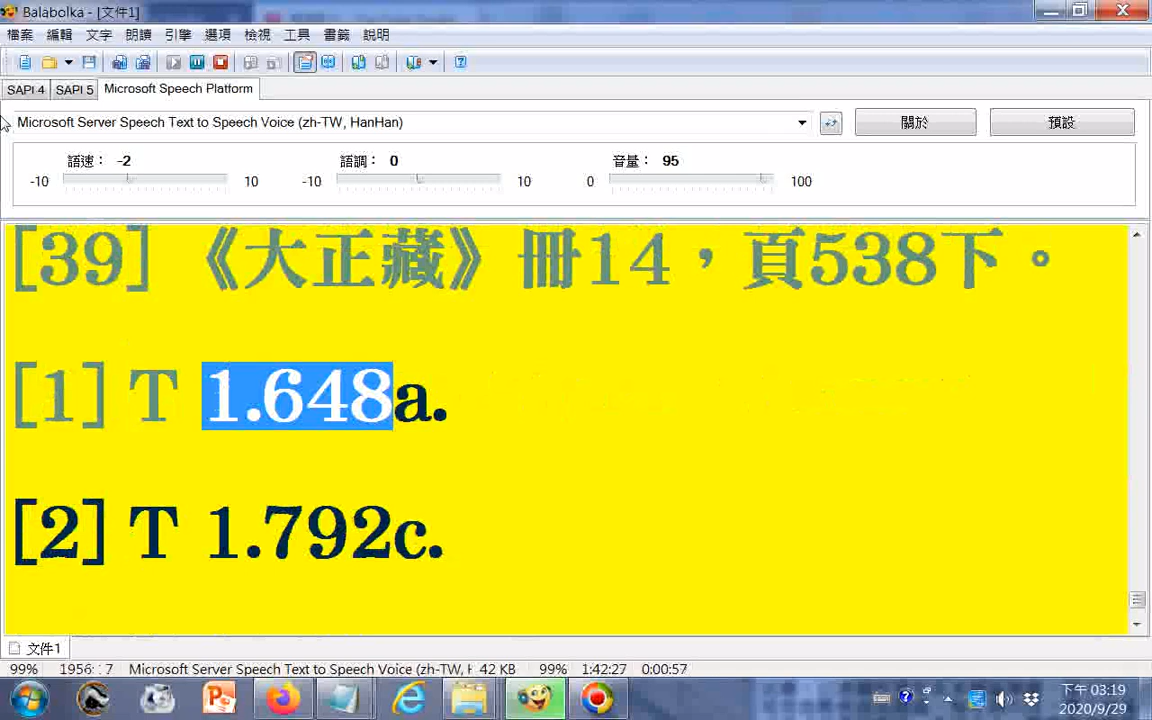 Balabolka - [文件1]
檔案 編輯 文字 朗讀 引擎 選項 檢視 工具 書籤 說明
SAPI 4 SAPI 5 Microsoft Speech Platform
Microsoft Server Speech Text to Speech Voice (zh-TW, HanHan) 關於 預設
語速： -2 語調： 0 音量： 95
-10 10 -10 10 0 100
[39] 《大正藏》冊14，頁538下。
[1] T 1.648a.
[2] T 1.792c.
文件1
99% Microsoft Server Speech Text to Speech Voice (zh-TW, 42 KB 99% 1:42:27 0:00:57
下午 03:19
2020/9/29